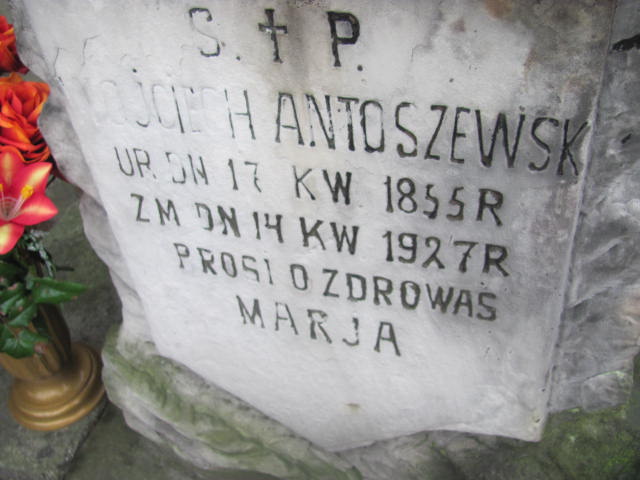 S. † P.
WOJCIECH ANTOSZEWSK
UR. DN 17 KW 1855 R
ZM DN 14 KW 1927 R
PROSI O ZDROWAS
MARJA